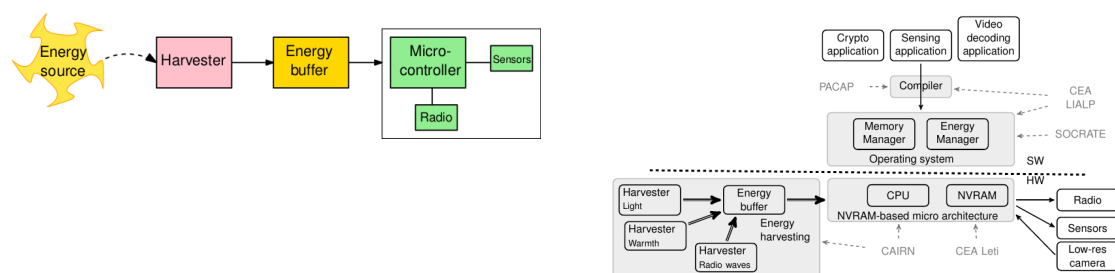 Energy
source
Harvester
Energy
buffer
Micro-
controller
Sensors
Radio
Crypto
application
Sensing
application
Video
decoding
application
PACAP
Compiler
CEA
LIALP
Memory
Manager
Energy
Manager
SOCRATE
Operating system
SW
HW
Harvester
Light
Energy
buffer
CPU
NVRAM
Radio
NVRAM-based micro architecture
Harvester
Warmth
Energy
harvesting
Sensors
Harvester
Radio waves
CAIRN
CEA Leti
Low-res
camera